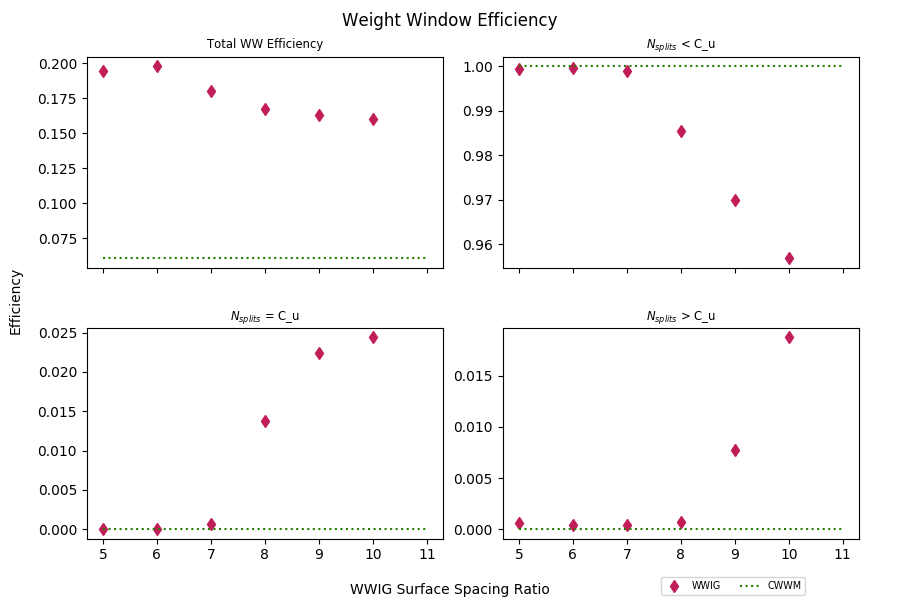 Weight Window Efficiency
Total WW Efficiency
0.200
0.175
0.150
0.125
0.100
0.075
N_splits < C_u
1.00
0.99
0.98
0.97
0.96
Efficiency
N_splits = C_u
0.025
0.020
0.015
0.010
0.005
0.000
5 6 7 8 9 10 11
N_splits > C_u
0.015
0.010
0.005
0.000
5 6 7 8 9 10 11
WWIG Surface Spacing Ratio
WWIG CWWM